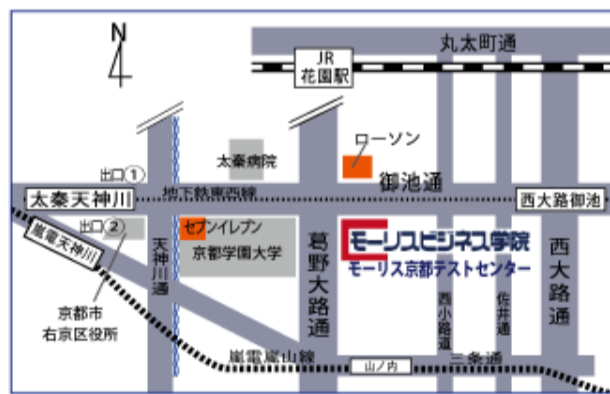 N
丸太町通
JR
花園駅
ローソン
出口①
太秦病院
御池通
太秦天神川
地下鉄東西線
西大路御池
出口②
セブンイレブン
嵐電天神川
京都学園大学
モーリスビジネス学院
モーリス京都テストセンター
天神川通
葛野大路通
西小路道
佐井通
西大路通
京都市
右京区役所
嵐電嵐山線
山ノ内
三条通